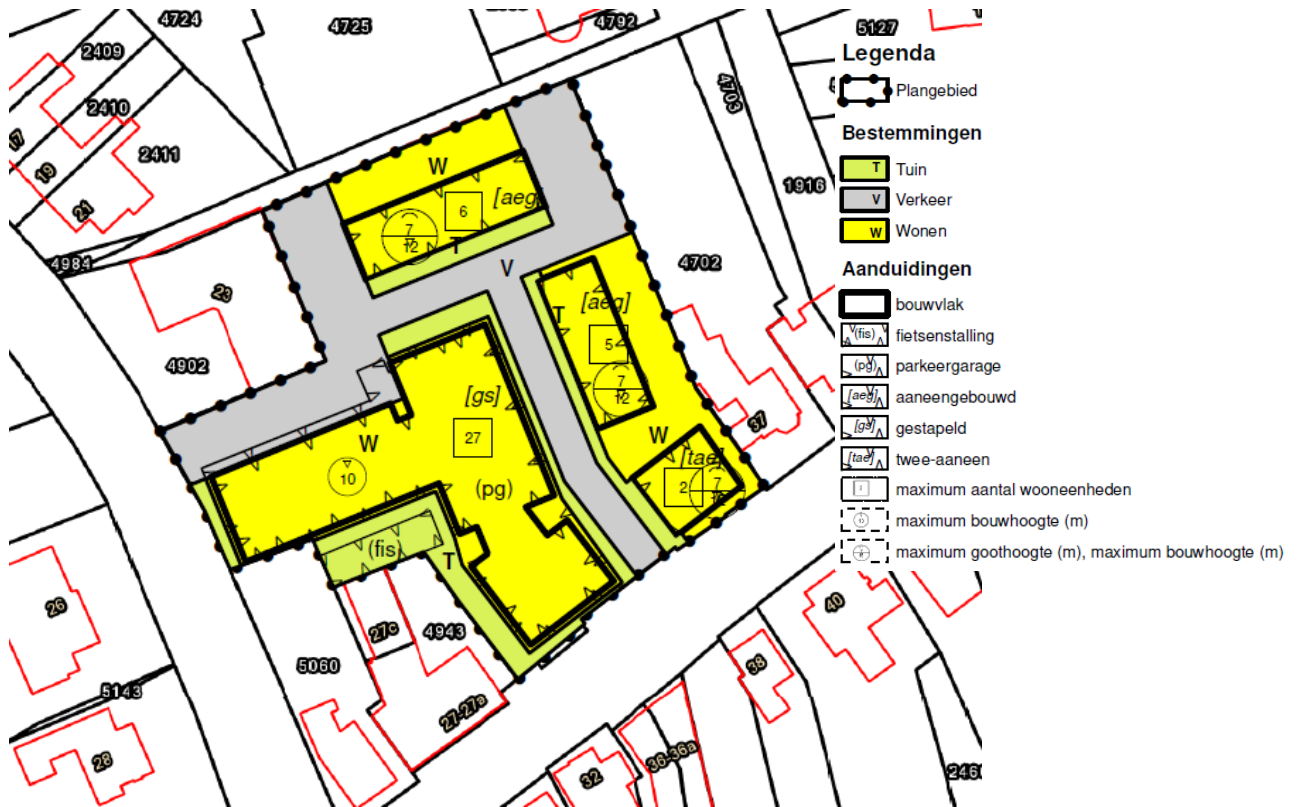 4724
4725
4792
5127
2409
4703
2410
17
19
2411
21
1916
W
[aeg]
6
7
12
T
4984
V
4702
23
[aeg]
T
5
4902
7
12
[gs]
27
37
W
W
[tae]
10
(pg)
2
7
12
(fis)
T
26
40
27c
4943
5060
38
5143
27-27a
28
36-36a
32
Legenda
Plangebied
Bestemmingen
T Tuin
V Verkeer
W Wonen
Aanduidingen
bouwvlak
(fis) fietsenstalling
(pg) parkeergarage
[aeg] aaneengebouwd
[gs] gestapeld
[tae] twee-aaneen
maximum aantal wooneenheden
maximum bouwhoogte (m)
maximum goothoogte (m), maximum bouwhoogte (m)